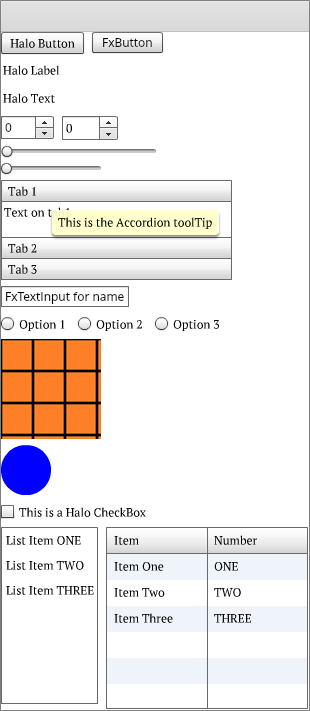 Halo Button FxButton
Halo Label
Halo Text
0 0
Tab 1
Text on tab
This is the Accordion toolTip
Tab 2
Tab 3
FxTextInput for name
Option 1 Option 2 Option 3
This is a Halo CheckBox
List Item ONE
List Item TWO
List Item THREE
Item Number
Item One ONE
Item Two TWO
Item Three THREE